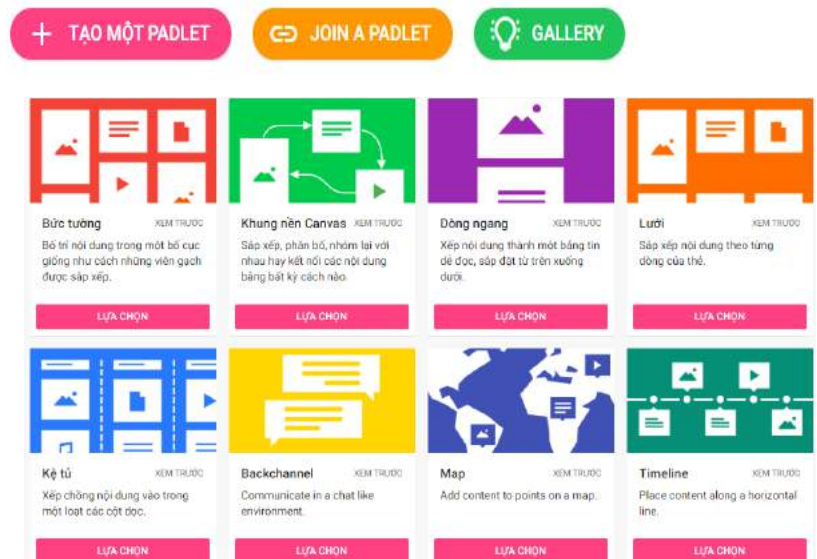 TẠO MỘT PADLET
JOIN A PADLET
GALLERY
Bức tường XEM TRƯỚC
Bố trí nội dung trong một bố cục
giống như cách những viên gạch
được sắp xếp.
LỰA CHỌN
Khung nền Canvas XEM TRƯỚC
Sắp xếp, phân bổ, nhóm lại với
nhau hay kết nối các nội dung
bằng bất kỳ cách nào.
LỰA CHỌN
Dòng ngang XEM TRƯỚC
Xếp nội dung thành một bảng tin
dễ đọc, sắp đặt từ trên xuống
dưới.
LỰA CHỌN
Lưới XEM TRƯỚC
Sắp xếp nội dung theo từng
dòng của thẻ.
LỰA CHỌN
Kệ tủ XEM TRƯỚC
Xếp chồng nội dung vào trong
một loạt các cột dọc.
LỰA CHỌN
Backchannel XEM TRƯỚC
Communicate in a chat like
environment.
LỰA CHỌN
Map XEM TRƯỚC
Add content to points on a map.
LỰA CHỌN
Timeline XEM TRƯỚC
Place content along a horizontal
line.
LỰA CHỌN